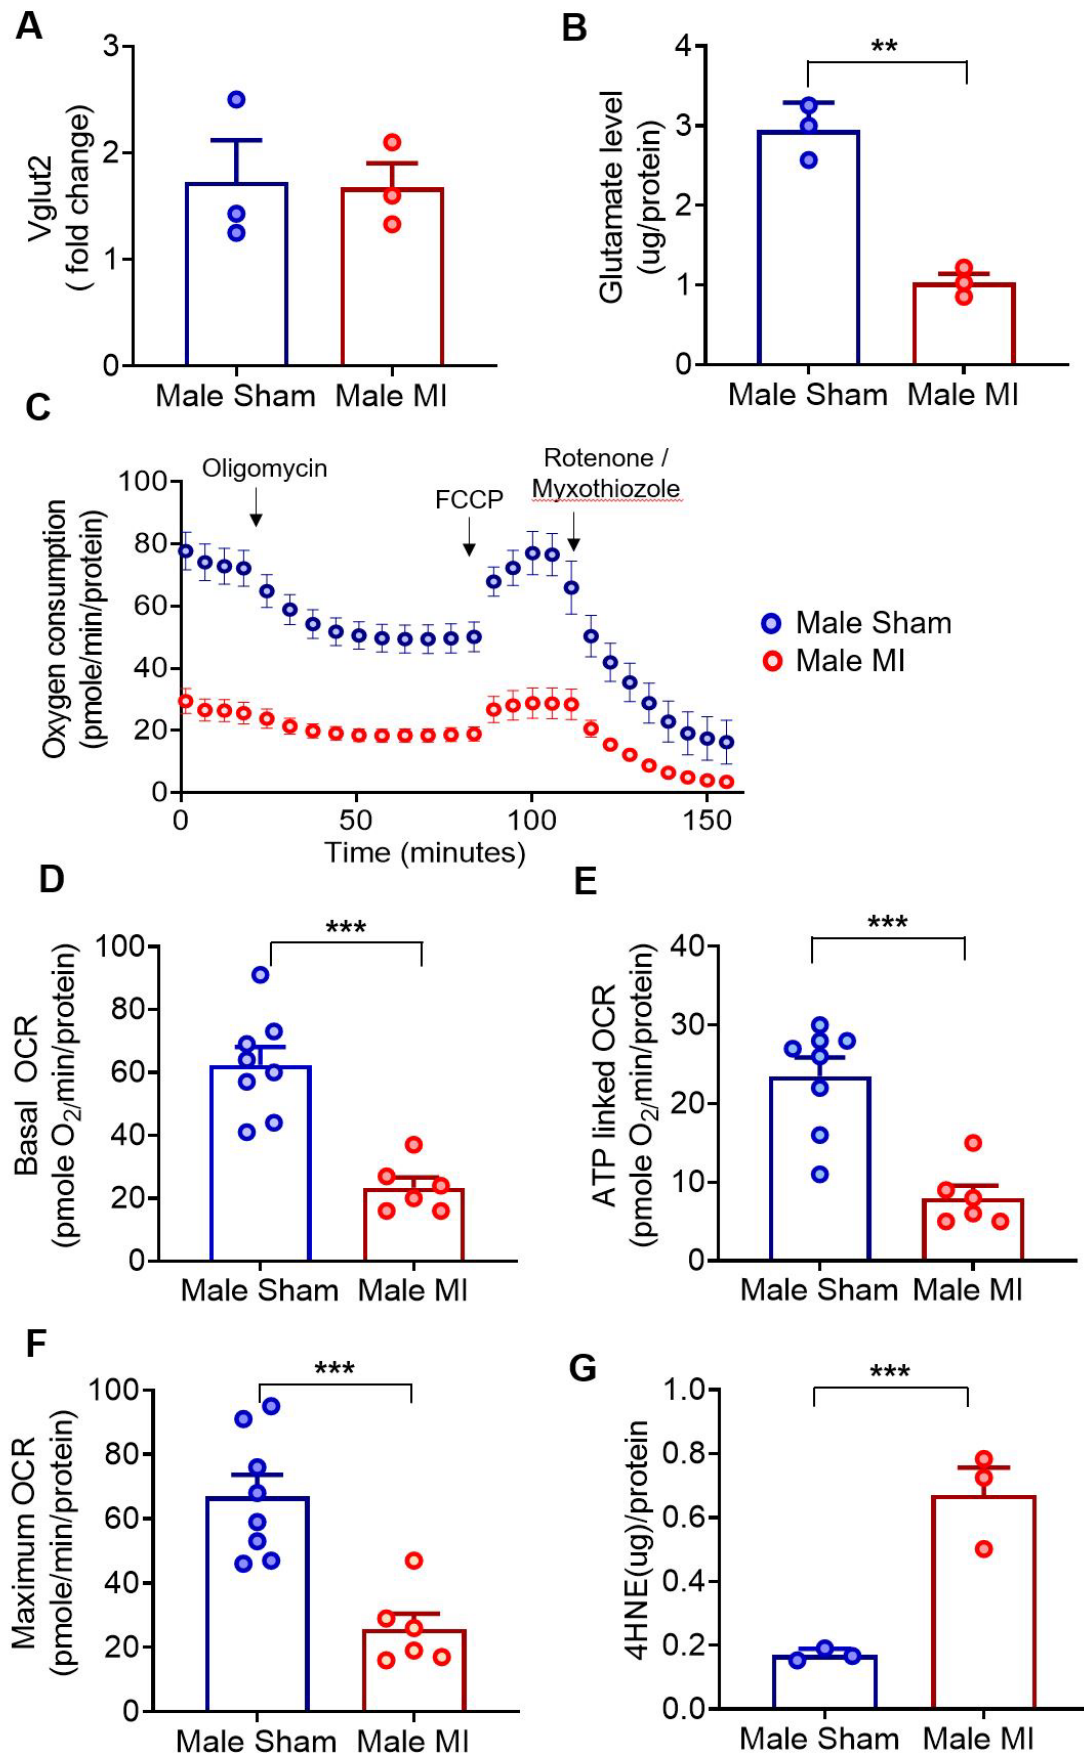 A
3
2
1
0
Vglut2
( fold change)
Male Sham Male MI
B
**
4
3
2
1
0
Glutamate level
(ug/protein)
Male Sham Male MI
C
Oligomycin
FCCP
Rotenone /
Myxothiozole
100
80
60
40
20
0
Oxygen consumption
(pmole/min/protein)
0 50 100 150
Time (minutes)
Male Sham
Male MI
D
***
100
80
60
40
20
0
Basal OCR
(pmole O2/min/protein)
Male Sham Male MI
E
***
40
30
20
10
0
ATP linked OCR
(pmole O2/min/protein)
Male Sham Male MI
F
***
100
80
60
40
20
0
Maximum OCR
(pmole/min/protein)
Male Sham Male MI
G
***
1.0
0.8
0.6
0.4
0.2
0.0
4HNE(ug)/protein
Male Sham Male MI